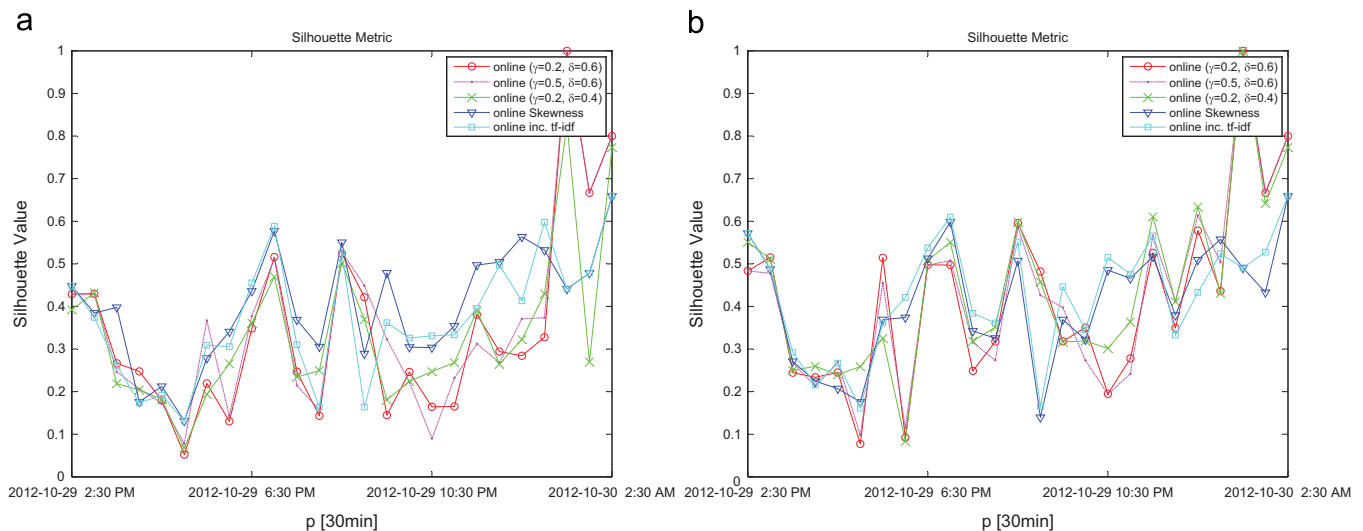 a
Silhouette Metric
1
0.9
0.8
0.7
0.6
0.5
0.4
0.3
0.2
0.1
0
Silhouette Value
online (γ=0.2, δ=0.6)
online (γ=0.5, δ=0.6)
online (γ=0.2, δ=0.4)
online Skewness
online inc. tf-idf
2012-10-29 2:30 PM 2012-10-29 6:30 PM 2012-10-29 10:30 PM 2012-10-30 2:30 AM
p [30min]
b
Silhouette Metric
1
0.9
0.8
0.7
0.6
0.5
0.4
0.3
0.2
0.1
0
Silhouette Value
online (γ=0.2, δ=0.6)
online (γ=0.5, δ=0.6)
online (γ=0.2, δ=0.4)
online Skewness
online inc. tf-idf
2012-10-29 2:30 PM 2012-10-29 6:30 PM 2012-10-29 10:30 PM 2012-10-30 2:30 AM
p [30min]